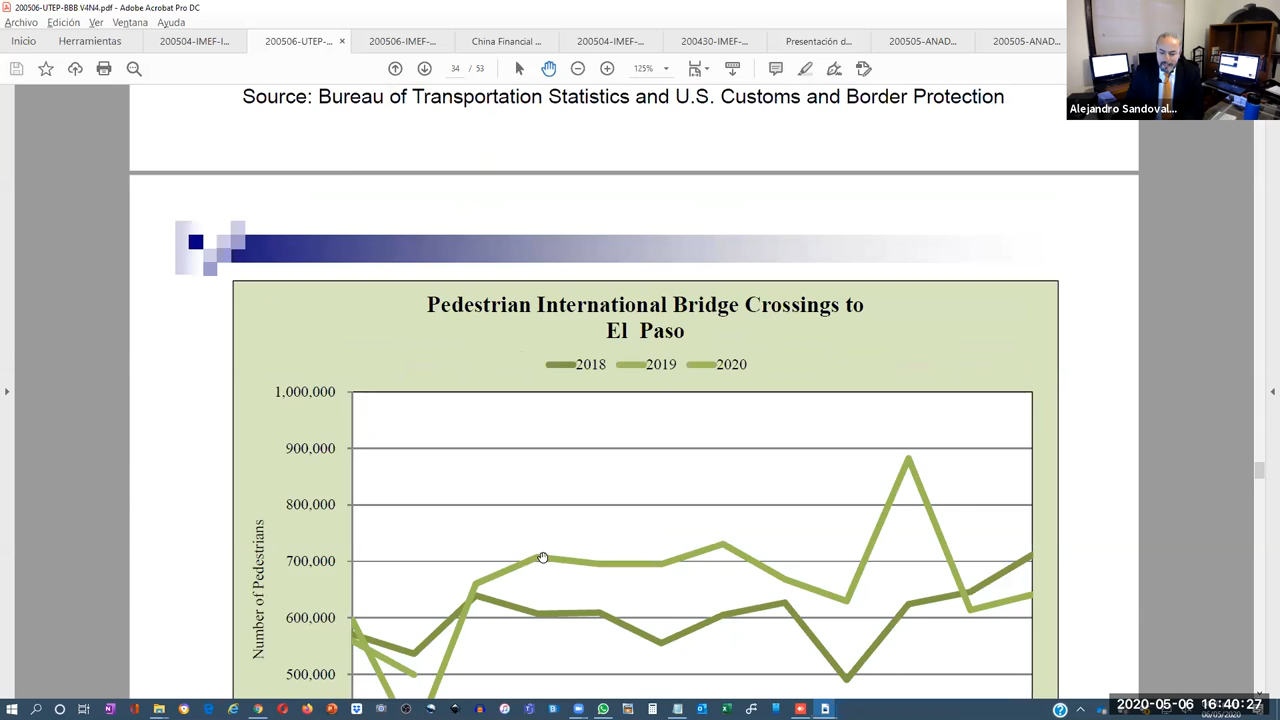 200506-UTEP-BBB V4N4.pdf - Adobe Acrobat Pro DC
Archivo Edición Ver Ventana Ayuda
Inicio Herramientas 200504-IMEF-I... 200506-UTEP-... × 200506-IMEF-... China Financial ... 200504-IMEF-... 200430-IMEF-... Presentación d... 200505-ANAD... 200505-ANAD...
34 / 53 125%
Alejandro Sandoval...
Source: Bureau of Transportation Statistics and U.S. Customs and Border Protection
Pedestrian International Bridge Crossings to
El Paso
2018 2019 2020
1,000,000
900,000
800,000
700,000
600,000
500,000
Number of Pedestrians
2020-05-06 16:40:27
06/05/2020